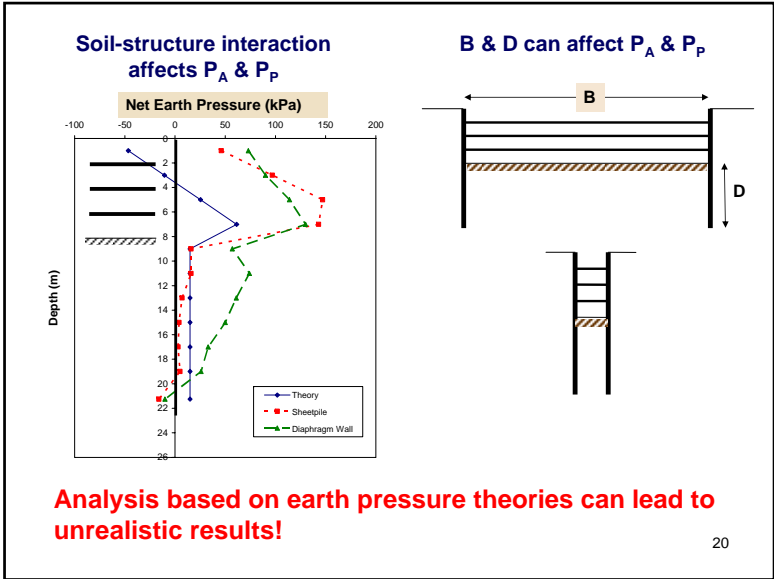 Soil-structure interaction
affects PA & PP
Net Earth Pressure (kPa)
-100 -50 0 50 100 150 200
0
2
4
6
8
10
12
14
16
18
20
22
24
26
Depth (m)
Theory
Sheetpile
Diaphragm Wall
B & D can affect PA & PP
B
D
Analysis based on earth pressure theories can lead to
unrealistic results!
20